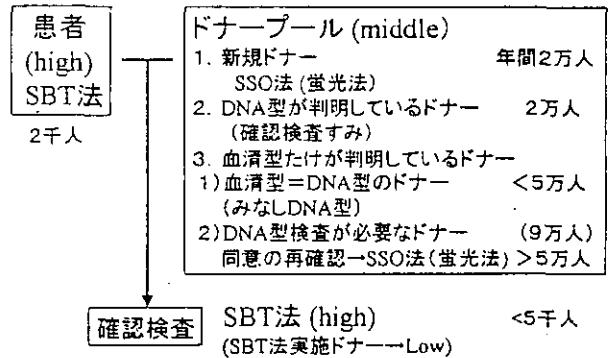 患者
(high)
SBT法
2千人
ドナープール (middle)
1. 新規ドナー 年間2万人
SSO法 (蛍光法)
2. DNA型が判明しているドナー 2万人
(確認検査すみ)
3. 血清型だけが判明しているドナー
1)血清型=DNA型のドナー <5万人
(みなしDNA型)
2)DNA型検査が必要なドナー (9万人)
同意の再確認→SSO法(蛍光法) >5万人
確認検査 SBT法 (high) <5千人
(SBT法実施ドナー→Low)